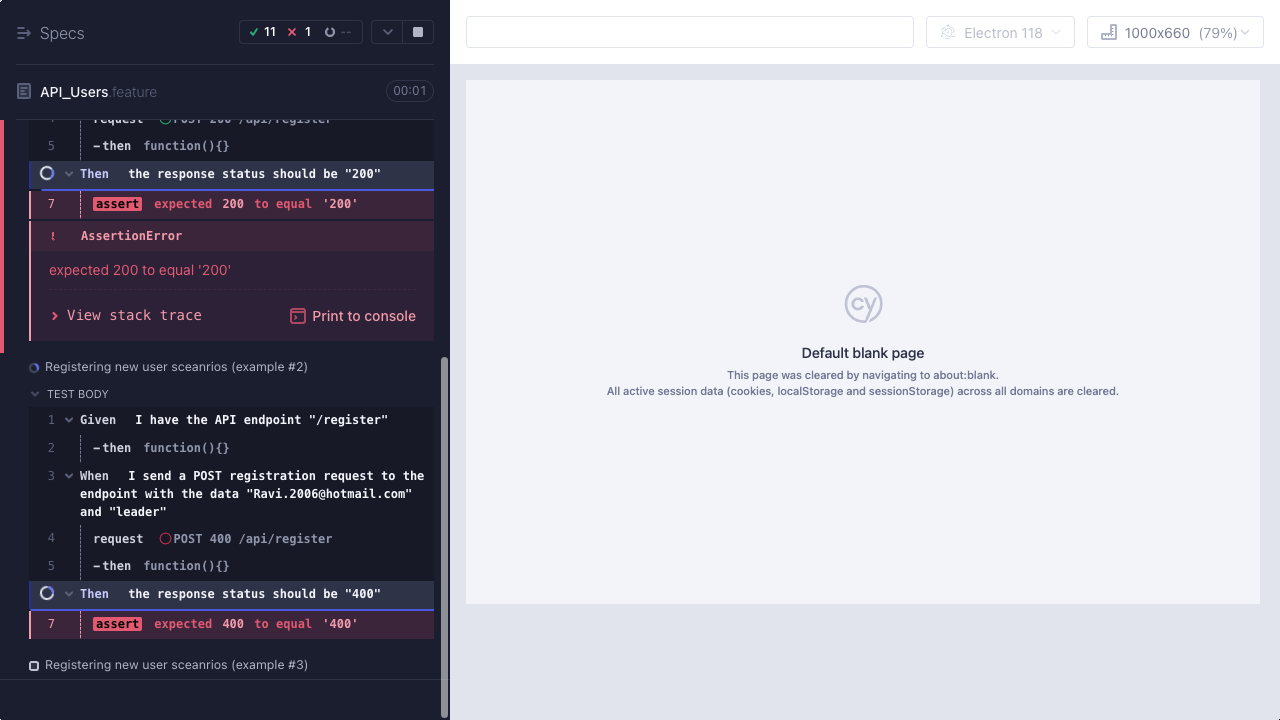 Specs
11 1 --
Electron 118
1000x660 (79%)
API_Users.feature
00:01
request POST 200 /api/register
5 -then function(){}
Then the response status should be "200"
7 assert expected 200 to equal '200'
! AssertionError
expected 200 to equal '200'
View stack trace
Print to console
Registering new user sceanrios (example #2)
TEST BODY
1 Given I have the API endpoint "/register"
2 -then function(){}
3 When I send a POST registration request to the
endpoint with the data "Ravi.2006@hotmail.com"
and "leader"
4 request POST 400 /api/register
5 -then function(){}
Then the response status should be "400"
7 assert expected 400 to equal '400'
Registering new user sceanrios (example #3)
cy
Default blank page
This page was cleared by navigating to about:blank.
All active session data (cookies, localStorage and sessionStorage) across all domains are cleared.